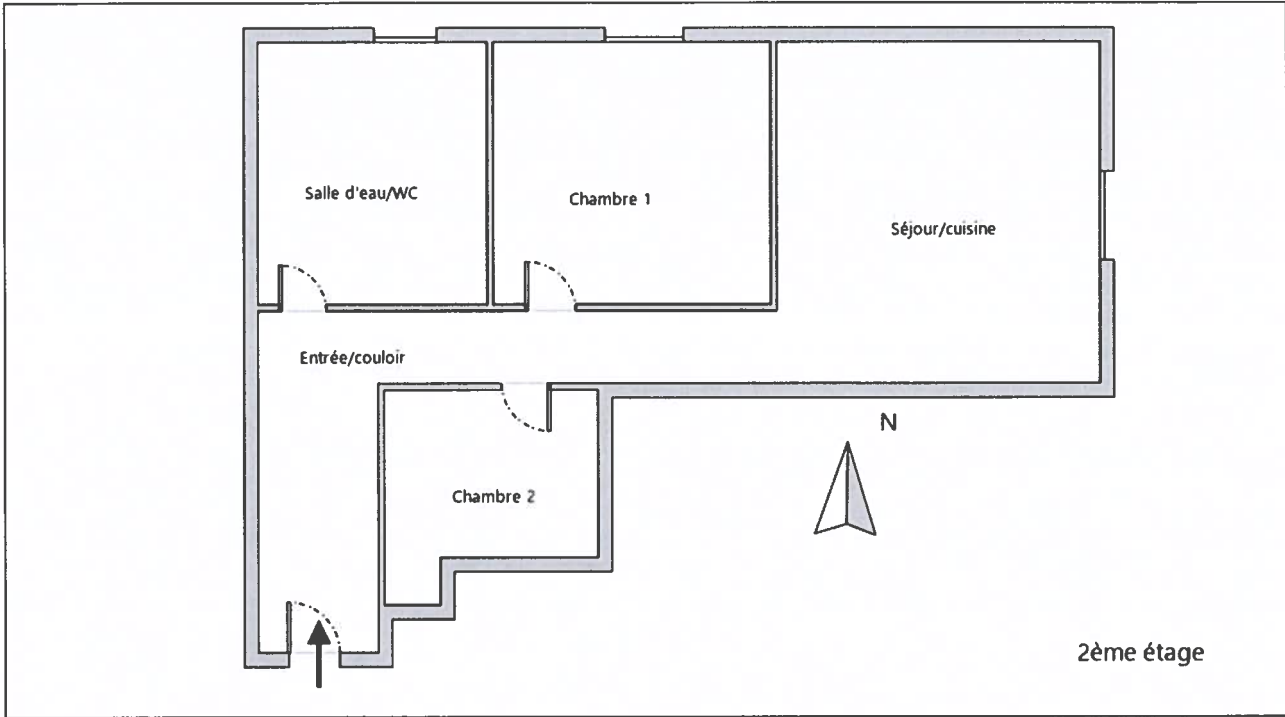 Salle d'eau/WC
Chambre 1
Séjour/cuisine
Entrée/couloir
N
Chambre 2
2ème étage